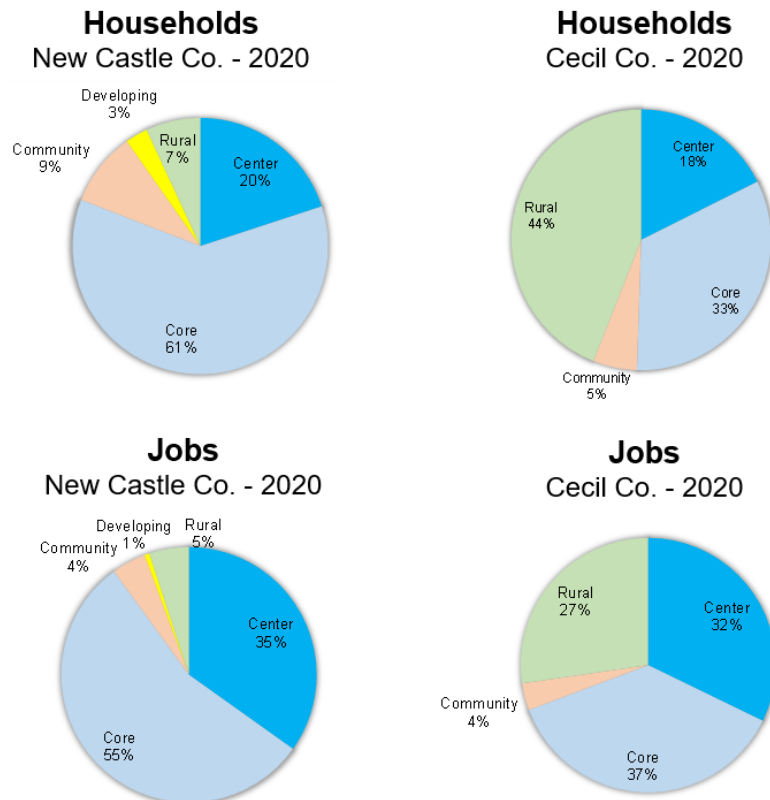 Households
New Castle Co. - 2020
Developing
3%
Community
9%
Rural
7%
Center
20%
Core
61%
Households
Cecil Co. - 2020
Center
18%
Rural
44%
Core
33%
Community
5%
Jobs
New Castle Co. - 2020
Developing
1%
Rural
5%
Community
4%
Center
35%
Core
55%
Jobs
Cecil Co. - 2020
Rural
27%
Center
32%
Community
4%
Core
37%